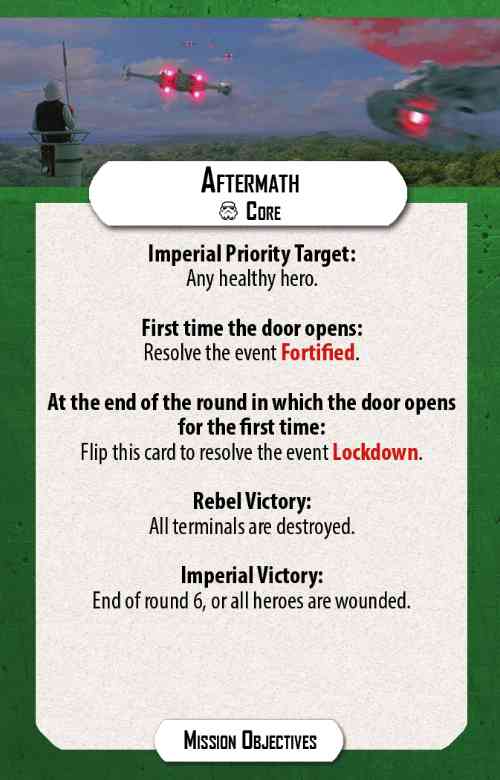 Aftermath
Core
Imperial Priority Target:
Any healthy hero.
First time the door opens:
Resolve the event Fortified.
At the end of the round in which the door opens
for the first time:
Flip this card to resolve the event Lockdown.
Rebel Victory:
All terminals are destroyed.
Imperial Victory:
End of round 6, or all heroes are wounded.
Mission Objectives